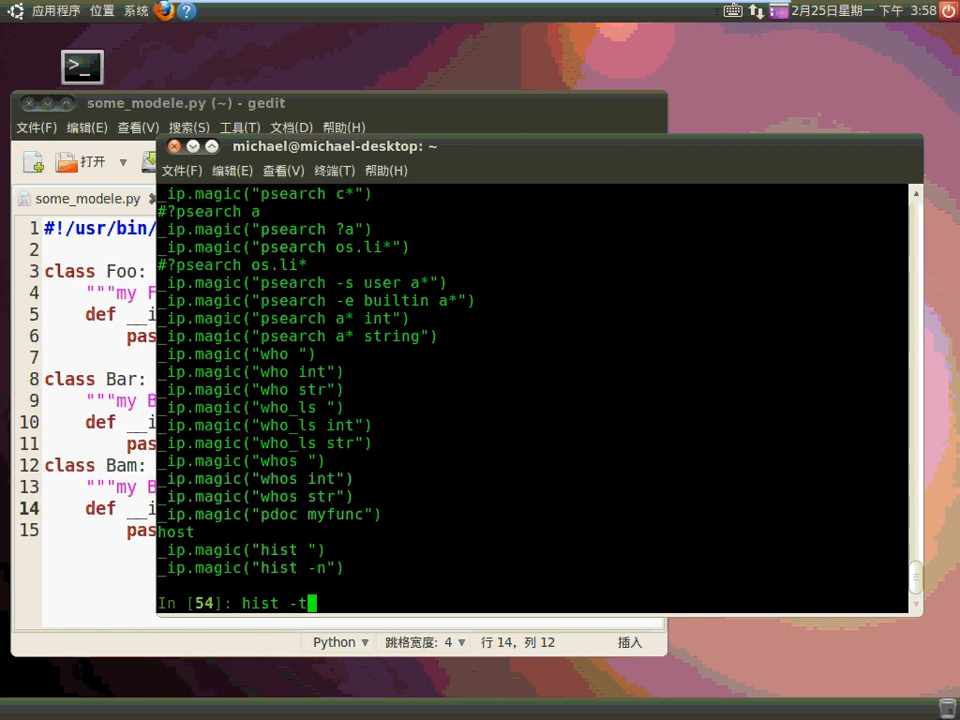 应用程序 位置 系统 ? 2月25日星期一 下午 3:58
>_
some_modele.py (~) - gedit
文件(F) 编辑(E) 查看(V) 搜索(S) 工具(T) 文档(D) 帮助(H)
打开
some_modele.py
1 #!/usr/bin/
2
3 class Foo:
4 """my F
5 def __i
6 pas
7
8 class Bar:
9 """my B
10 def __i
11 pas
12 class Bam:
13 """my B
14 def __i
15 pas
Python 跳格宽度: 4 行 14, 列 12 插入
michael@michael-desktop: ~
文件(F) 编辑(E) 查看(V) 终端(T) 帮助(H)
_ip.magic("psearch c*")
#?psearch a
_ip.magic("psearch ?a")
_ip.magic("psearch os.li*")
#?psearch os.li*
_ip.magic("psearch -s user a*")
_ip.magic("psearch -e builtin a*")
_ip.magic("psearch a* int")
_ip.magic("psearch a* string")
_ip.magic("who ")
_ip.magic("who int")
_ip.magic("who str")
_ip.magic("who_ls ")
_ip.magic("who_ls int")
_ip.magic("who_ls str")
_ip.magic("whos ")
_ip.magic("whos int")
_ip.magic("whos str")
_ip.magic("pdoc myfunc")
host
_ip.magic("hist ")
_ip.magic("hist -n")
In [54]: hist -t